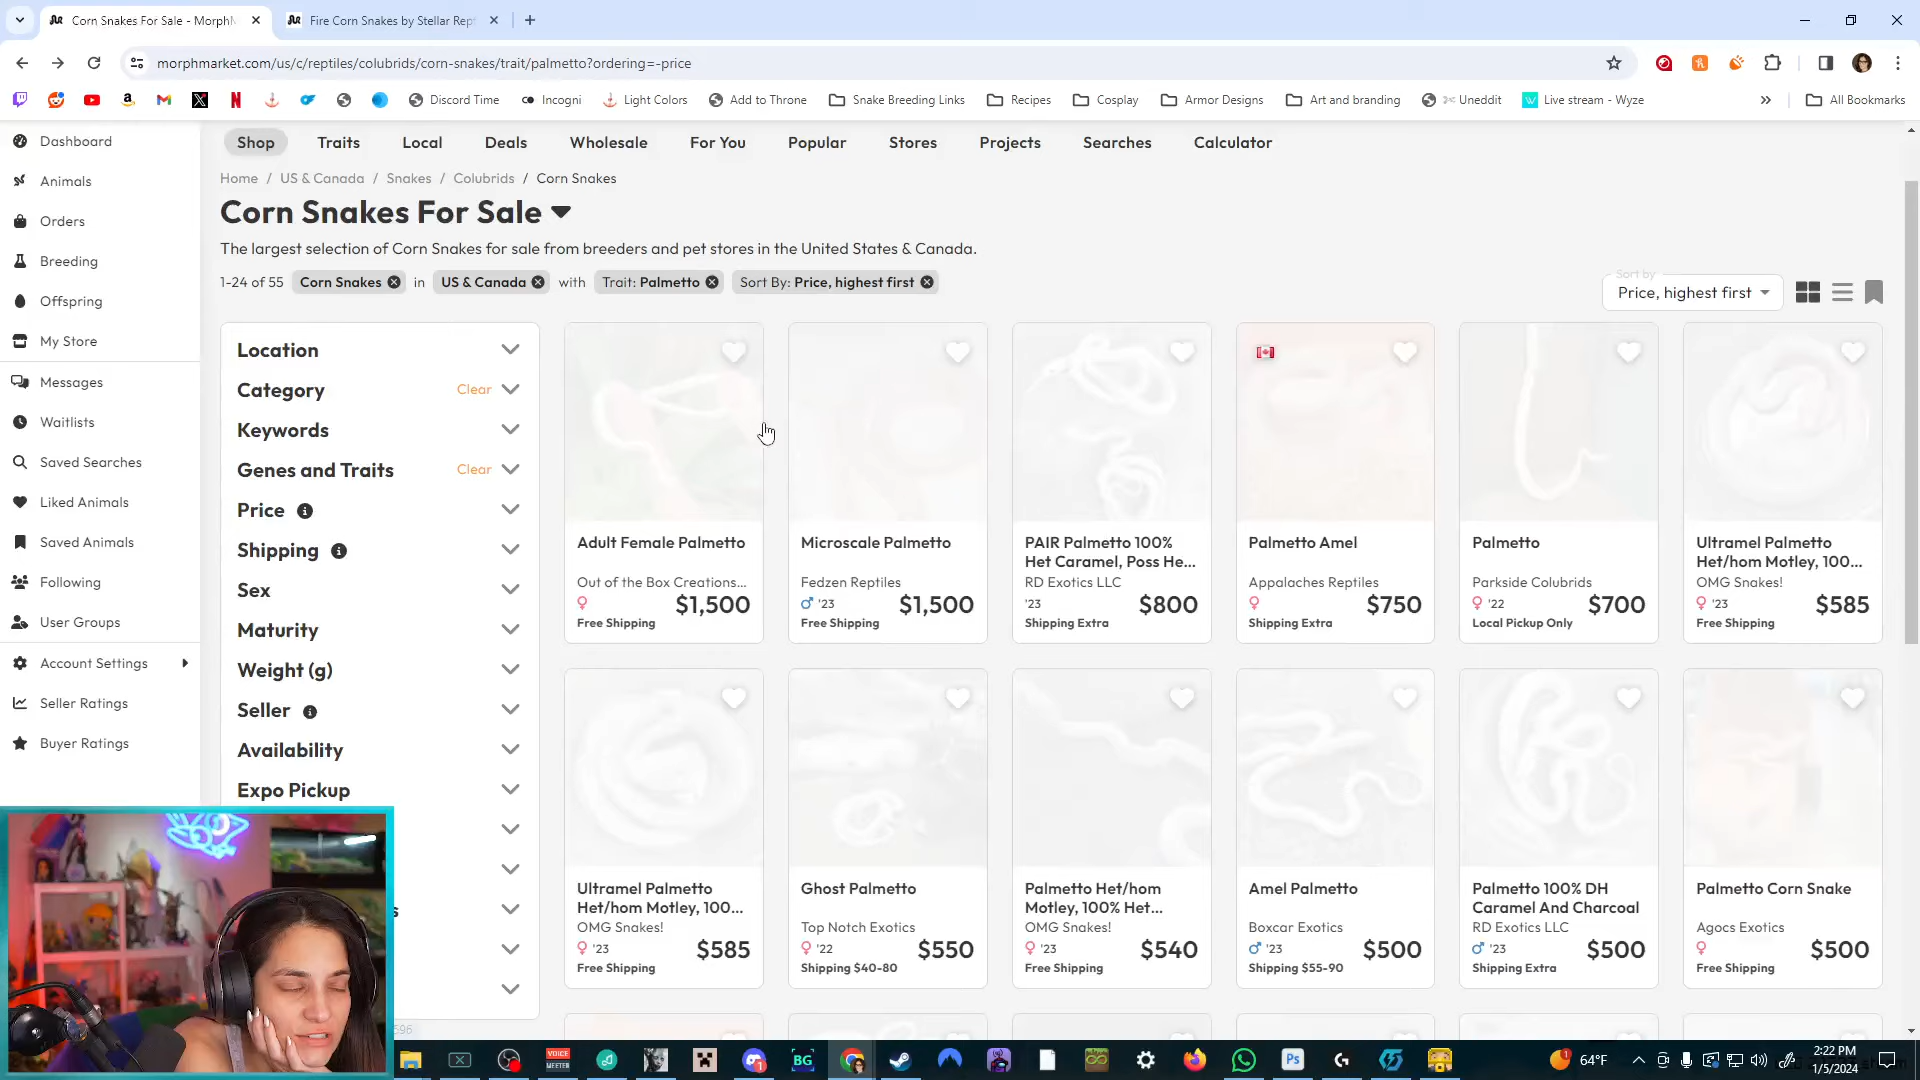 Corn Snakes For Sale - MorphM
Fire Corn Snakes by Stellar Rept
morphmarket.com/us/c/reptiles/colubrids/corn-snakes/trait/palmetto?ordering=-price
Discord Time
Incogni
Light Colors
Add to Throne
Snake Breeding Links
Recipes
Cosplay
Armor Designs
Art and branding
Uneddit
Live stream - Wyze
All Bookmarks
Dashboard
Animals
Orders
Breeding
Offspring
My Store
Messages
Waitlists
Saved Searches
Liked Animals
Saved Animals
Following
User Groups
Account Settings
Seller Ratings
Buyer Ratings
Shop Traits Local Deals Wholesale For You Popular Stores Projects Searches Calculator
Home / US & Canada / Snakes / Colubrids / Corn Snakes
Corn Snakes For Sale
The largest selection of Corn Snakes for sale from breeders and pet stores in the United States & Canada.
1-24 of 55 Corn Snakes in US & Canada with Trait: Palmetto Sort By: Price, highest first
Sort by
Price, highest first
Location
Category Clear
Keywords
Genes and Traits Clear
Price
Shipping
Sex
Maturity
Weight (g)
Seller
Availability
Expo Pickup
s
596
Adult Female Palmetto
Out of the Box Creations...
♀ $1,500
Free Shipping
Microscale Palmetto
Fedzen Reptiles
♂ '23 $1,500
Free Shipping
PAIR Palmetto 100%
Het Caramel, Poss He...
RD Exotics LLC
'23 $800
Shipping Extra
Palmetto Amel
Appalaches Reptiles
♀ $750
Shipping Extra
Palmetto
Parkside Colubrids
♀ '22 $700
Local Pickup Only
Ultramel Palmetto
Het/hom Motley, 100...
OMG Snakes!
♀ '23 $585
Free Shipping
Ultramel Palmetto
Het/hom Motley, 100...
OMG Snakes!
♀ '23 $585
Free Shipping
Ghost Palmetto
Top Notch Exotics
♀ '22 $550
Shipping $40-80
Palmetto Het/hom
Motley, 100% Het...
OMG Snakes!
♀ '23 $540
Free Shipping
Amel Palmetto
Boxcar Exotics
♂ '23 $500
Shipping $55-90
Palmetto 100% DH
Caramel And Charcoal
RD Exotics LLC
♂ '23 $500
Shipping Extra
Palmetto Corn Snake
Agocs Exotics
♀ $500
Free Shipping
VOICE
MEETER
BG
Ps
64°F
2:22 PM
1/5/2024